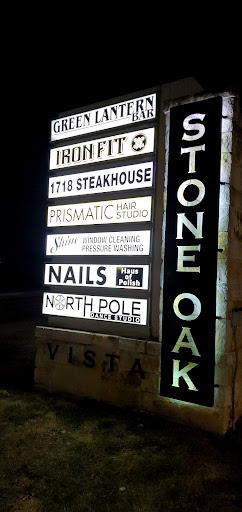 GREEN LANTERN
BAR
IRON FIT
1718 STEAKHOUSE
PRISMATIC HAIR
STUDIO
Shine WINDOW CLEANING
PRESSURE WASHING
NAILS Haus
of
Polish
NORTH POLE
DANCE STUDIO
VISTA
STONE OAK